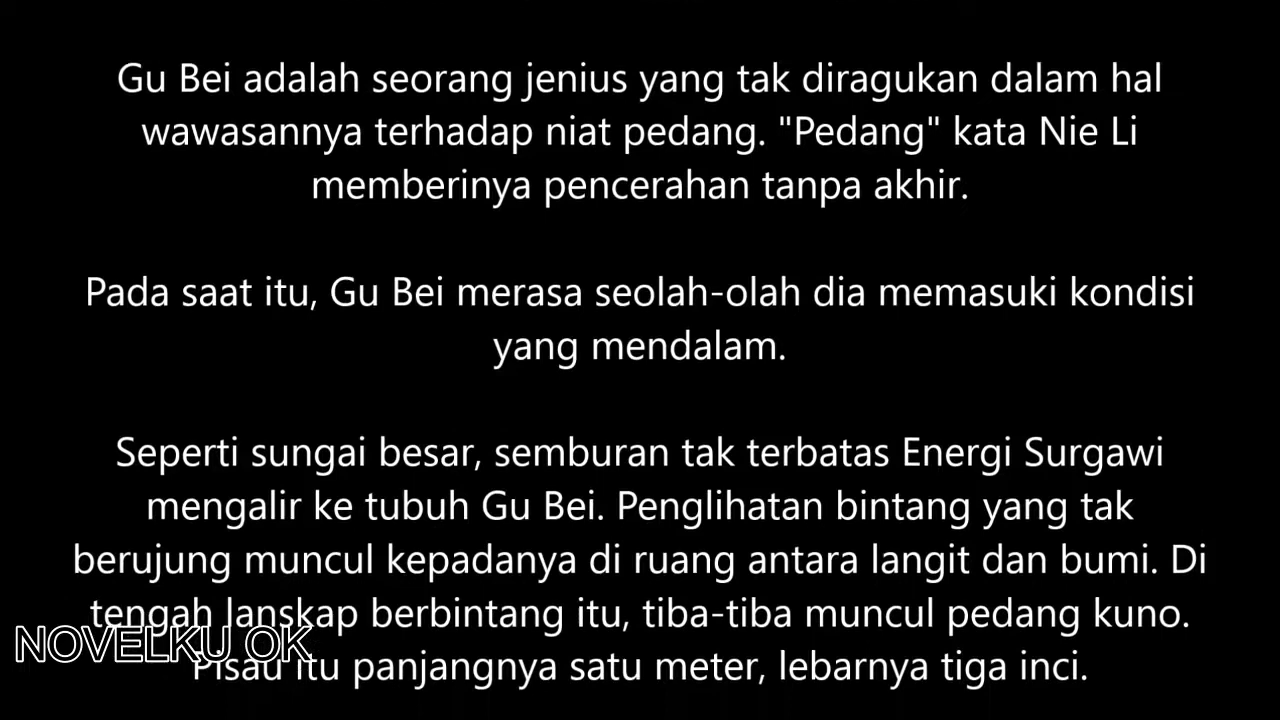 Gu Bei adalah seorang jenius yang tak diragukan dalam hal
wawasannya terhadap niat pedang. "Pedang" kata Nie Li
memberinya pencerahan tanpa akhir.
Pada saat itu, Gu Bei merasa seolah-olah dia memasuki kondisi
yang mendalam.
Seperti sungai besar, semburan tak terbatas Energi Surgawi
mengalir ke tubuh Gu Bei. Penglihatan bintang yang tak
berujung muncul kepadanya di ruang antara langit dan bumi. Di
tengah lanskap berbintang itu, tiba-tiba muncul pedang kuno.
NOVELKU OK
Pisau itu panjangnya satu meter, lebarnya tiga inci.